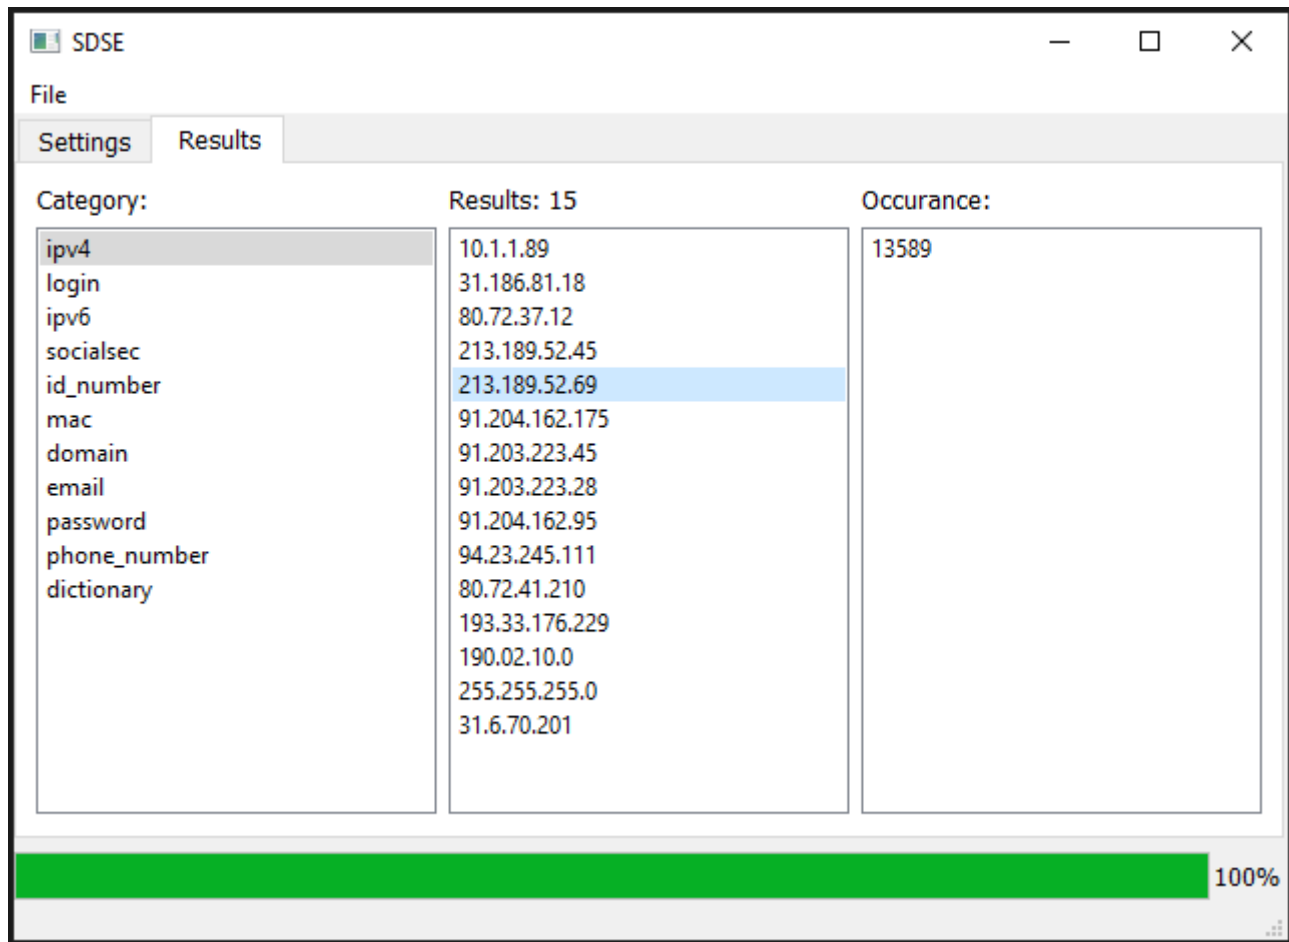 SDSE
File
Settings
Results
Category:
ipv4
login
ipv6
socialsec
id_number
mac
domain
email
password
phone_number
dictionary
Results: 15
10.1.1.89
31.186.81.18
80.72.37.12
213.189.52.45
213.189.52.69
91.204.162.175
91.203.223.45
91.203.223.28
91.204.162.95
94.23.245.111
80.72.41.210
193.33.176.229
190.02.10.0
255.255.255.0
31.6.70.201
Occurance:
13589
100%